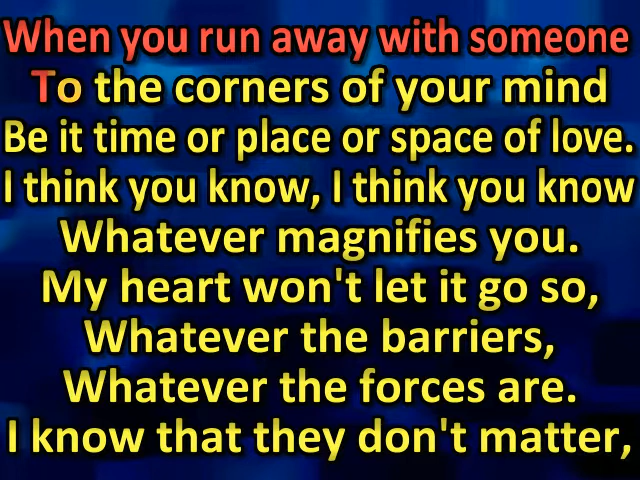 When you run away with someone
To the corners of your mind
Be it time or place or space of love.
I think you know, I think you know
Whatever magnifies you.
My heart won't let it go so,
Whatever the barriers,
Whatever the forces are.
I know that they don't matter,